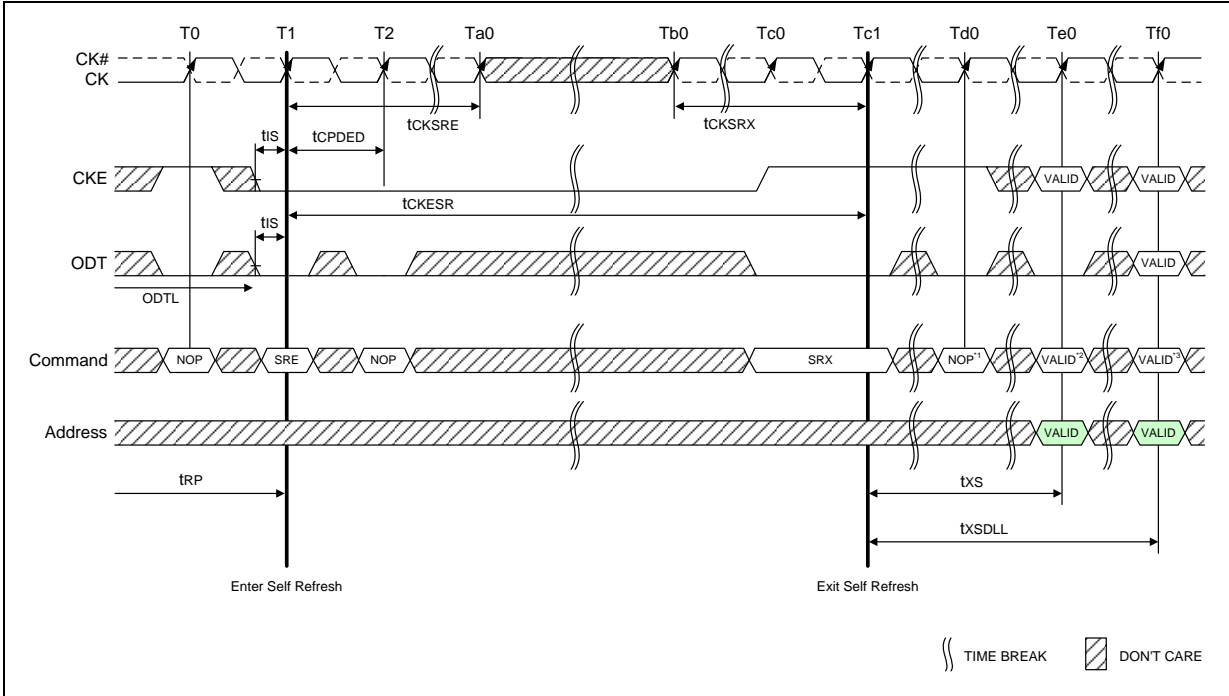 T0 T1 T2 Ta0 Tb0 Tc0 Tc1 Td0 Te0 Tf0
CK#
CK
tCKSRE tCKSRX
tIS tCPDED
CKE VALID VALID
tCKESR
tIS
ODT VALID
ODTL
Command NOP SRE NOP SRX NOP*1 VALID*2 VALID*3
Address VALID VALID
tRP tXS
tXSDLL
Enter Self Refresh Exit Self Refresh
TIME BREAK DON'T CARE